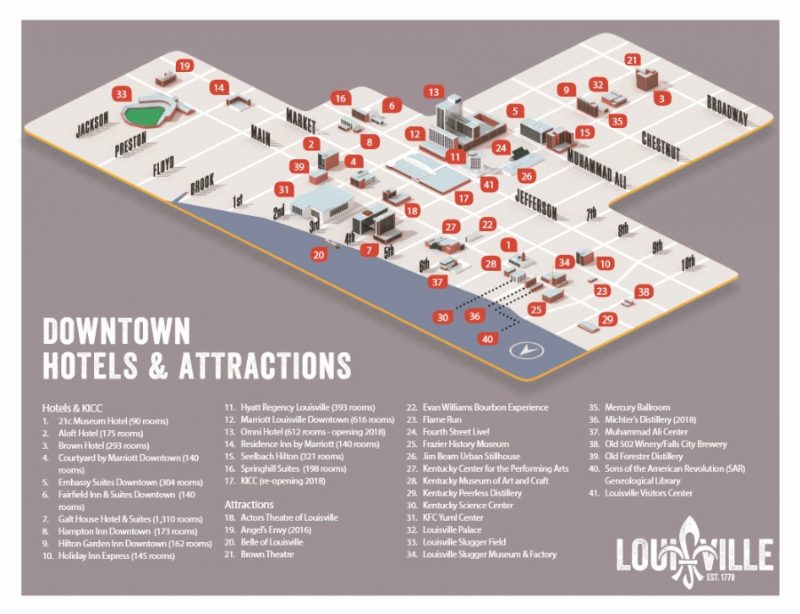 19
21
33
14
16
6
13
9
32
3
5
35
JACKSON
PRESTON
FLOYD
BROOK
MAIN
MARKET
BROADWAY
CHESTNUT
MUHAMMAD ALI
JEFFERSON
8
12
15
2
4
11
24
39
41
26
31
17
18
1st
2nd
3rd
4th
5th
6th
7th
8th
9th
10th
20
7
27
22
1
28
34
10
37
23
38
25
30
36
29
40
DOWNTOWN
HOTELS & ATTRACTIONS
Hotels & KICC
1. 21c Museum Hotel (90 rooms)
2. Aloft Hotel (175 rooms)
3. Brown Hotel (293 rooms)
4. Courtyard by Marriott Downtown (140
rooms)
5. Embassy Suites Downtown (304 rooms)
6. Fairfield Inn & Suites Downtown (140
rooms)
7. Galt House Hotel & Suites (1,310 rooms)
8. Hampton Inn Downtown (173 rooms)
9. Hilton Garden Inn Downtown (162 rooms)
10. Holiday Inn Express (145 rooms)
11. Hyatt Regency Louisville (393 rooms)
12. Marriott Louisville Downtown (616 rooms)
13. Omni Hotel (612 rooms - opening 2018)
14. Residence Inn by Marriott (140 rooms)
15. Seelbach Hilton (321 rooms)
16. Springhill Suites (198 rooms)
17. KICC (re-opening 2018)
Attractions
18. Actors Theatre of Louisville
19. Angel's Envy (2016)
20. Belle of Louisville
21. Brown Theatre
22. Evan Williams Bourbon Experience
23. Flame Run
24. Fourth Street Live!
25. Frazier History Museum
26. Jim Beam Urban Stillhouse
27. Kentucky Center for the Performing Arts
28. Kentucky Museum of Art and Craft
29. Kentucky Peerless Distillery
30. Kentucky Science Center
31. KFC Yum! Center
32. Louisville Palace
33. Louisville Slugger Field
34. Louisville Slugger Museum & Factory
35. Mercury Ballroom
36. Michter's Distillery (2018)
37. Muhammad Ali Center
38. Old 502 Winery/Falls City Brewery
39. Old Forester Distillery
40. Sons of the American Revolution (SAR)
Geneological Library
41. Louisville Visitors Center
LOUISVILLE
EST. 1778